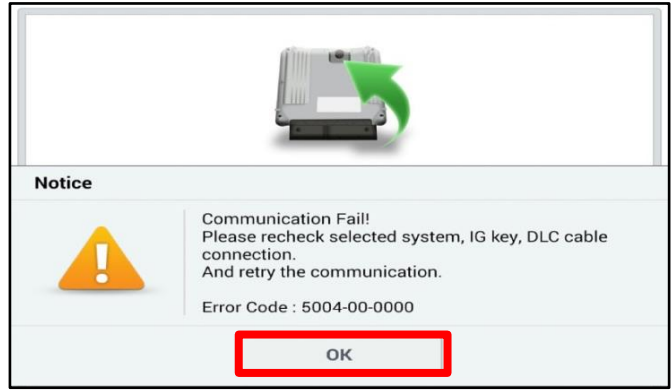 Notice
Communication Fail!
Please recheck selected system, IG key, DLC cable
connection.
And retry the communication.
Error Code : 5004-00-0000
OK